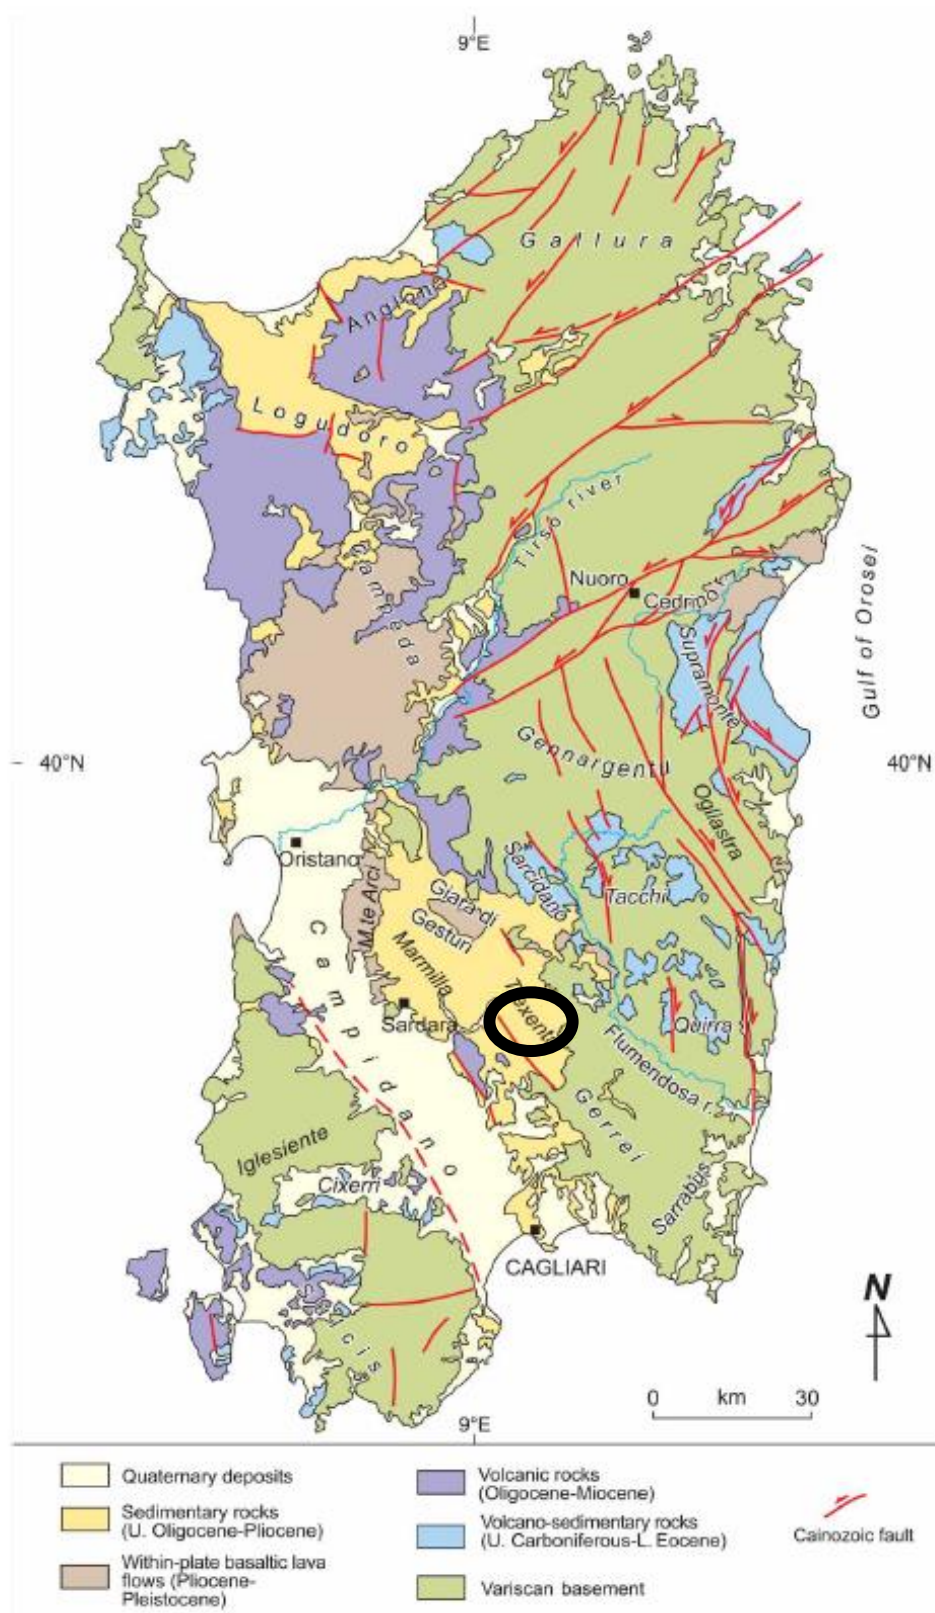 9°E
Gallura
Anglona
Logudoro
Tirso river
Campeda
Nuoro
Cedrino r.
Supramonte
Gulf of Orosei
Gennargentu
40°N
40°N
Ogliastra
Oristano
Sarcidano
Tacchi
M.te Arci
Giara di
Gesturi
Marmilla
Campidano
Trexenta
Sardara
Quirra
Flumendosa r.
Gerrei
Iglesiente
Cixerri
Sarrabus
CAGLIARI
N
0 km 30
9°E
Quaternary deposits
Sedimentary rocks
(U. Oligocene-Pliocene)
Within-plate basaltic lava
flows (Pliocene-
Pleistocene)
Volcanic rocks
(Oligocene-Miocene)
Volcano-sedimentary rocks
(U. Carboniferous-L. Eocene)
Variscan basement
Cainozoic fault